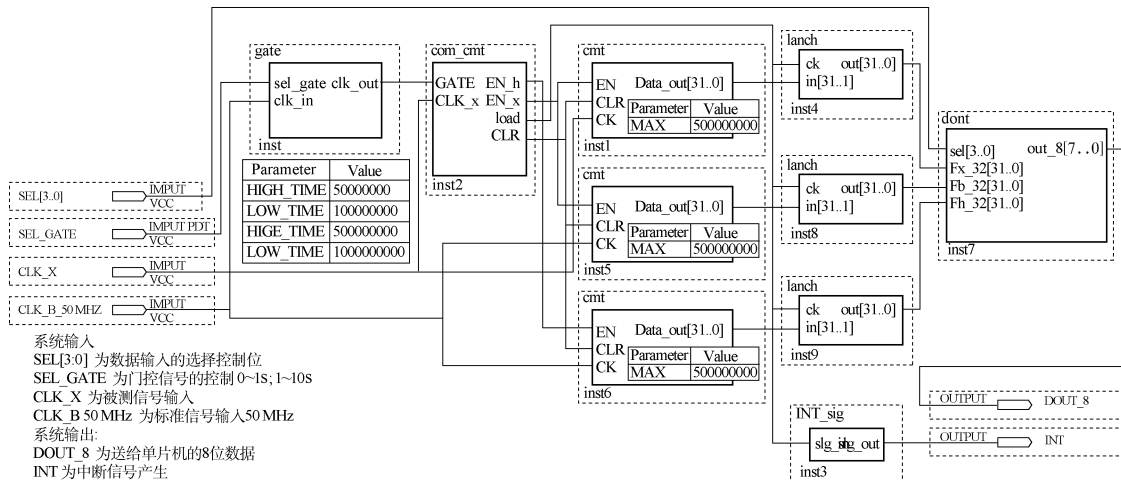 gate
sel_gate clk_out
clk_in
inst
Parameter Value
HIGH_TIME 50000000
LOW_TIME 100000000
HIGE_TIME 500000000
LOW_TIME 1000000000
com_cmt
GATE EN_h
CLK_x EN_x
load
CLR
inst2
cmt
EN Data_out[31..0]
CLR
CK
Parameter Value
MAX 500000000
inst1
cmt
EN Data_out[31..0]
CLR
CK
Parameter Value
MAX 500000000
inst5
cmt
EN Data_out[31..0]
CLR
CK
Parameter Value
MAX 500000000
inst6
lanch
ck out[31..0]
in[31..1]
inst4
lanch
ck out[31..0]
in[31..1]
inst8
lanch
ck out[31..0]
in[31..1]
inst9
dont
sel[3..0] out_8[7..0]
Fx_32[31..0]
Fb_32[31..0]
Fh_32[31..0]
inst7
INT_sig
inst3
SEL[3..0] IMPUT
VCC
SEL_GATE IMPUT PDT
VCC
CLK_X IMPUT
VCC
CLK_B_50 MHZ IMPUT
VCC
OUTPUT DOUT_8
OUTPUT INT
系统输入
SEL[3:0] 为数据输入的选择控制位
SEL_GATE 为门控信号的控制 0~1s; 1~10s
CLK_X 为被测信号输入
CLK_B 50 MHz 为标准信号输入50 MHz
系统输出:
DOUT_8 为送给单片机的8位数据
INT 为中断信号产生